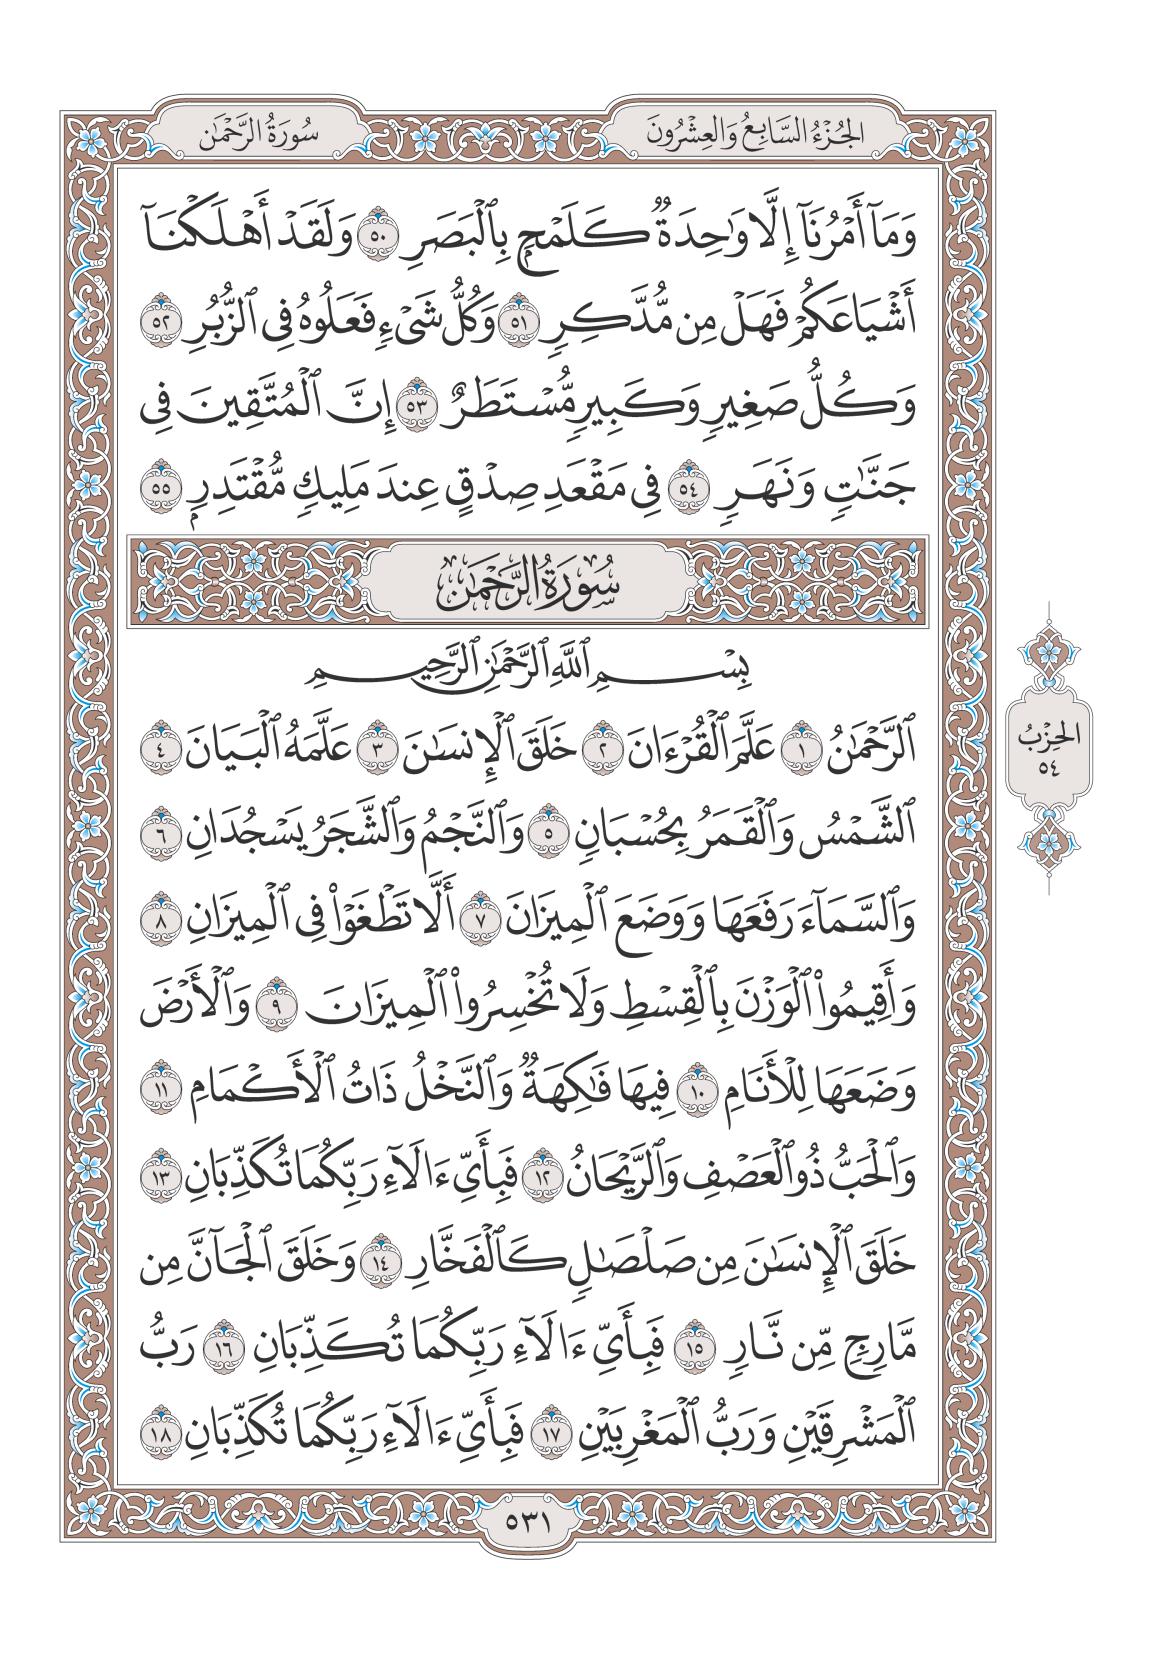 الجُزْءُ السَّابِعُ وَالعِشْرُونَ
سُورَةُ الرَّحْمَٰن
وَمَآ أَمْرُنَآ إِلَّا وَٰحِدَةٌ كَلَمْحٍۭ بِٱلْبَصَرِ ٥٠ وَلَقَدْ أَهْلَكْنَآ
أَشْيَاعَكُمْ فَهَلْ مِن مُّدَّكِرٍ ٥١ وَكُلُّ شَىْءٍ فَعَلُوهُ فِى ٱلزُّبُرِ ٥٢
وَكُلُّ صَغِيرٍ وَكَبِيرٍ مُّسْتَطَرٌ ٥٣ إِنَّ ٱلْمُتَّقِينَ فِى
جَنَّٰتٍ وَنَهَرٍ ٥٤ فِى مَقْعَدِ صِدْقٍ عِندَ مَلِيكٍ مُّقْتَدِرٍۭ ٥٥
سُورَةُ الرَّحْمَٰن
بِسْمِ ٱللَّهِ ٱلرَّحْمَٰنِ ٱلرَّحِيمِ
ٱلرَّحْمَٰنُ ١ عَلَّمَ ٱلْقُرْءَانَ ٢ خَلَقَ ٱلْإِنسَٰنَ ٣ عَلَّمَهُ ٱلْبَيَانَ ٤
ٱلشَّمْسُ وَٱلْقَمَرُ بِحُسْبَانٍ ٥ وَٱلنَّجْمُ وَٱلشَّجَرُ يَسْجُدَانِ ٦
وَٱلسَّمَآءَ رَفَعَهَا وَوَضَعَ ٱلْمِيزَانَ ٧ أَلَّا تَطْغَوْا۟ فِى ٱلْمِيزَانِ ٨
وَأَقِيمُوا۟ ٱلْوَزْنَ بِٱلْقِسْطِ وَلَا تُخْسِرُوا۟ ٱلْمِيزَانَ ٩ وَٱلْأَرْضَ
وَضَعَهَا لِلْأَنَامِ ١٠ فِيهَا فَٰكِهَةٌ وَٱلنَّخْلُ ذَاتُ ٱلْأَكْمَامِ ١١
وَٱلْحَبُّ ذُو ٱلْعَصْفِ وَٱلرَّيْحَانُ ١٢ فَبِأَىِّ ءَالَآءِ رَبِّكُمَا تُكَذِّبَانِ ١٣
خَلَقَ ٱلْإِنسَٰنَ مِن صَلْصَٰلٍ كَٱلْفَخَّارِ ١٤ وَخَلَقَ ٱلْجَآنَّ مِن
مَّارِجٍ مِّن نَّارٍ ١٥ فَبِأَىِّ ءَالَآءِ رَبِّكُمَا تُكَذِّبَانِ ١٦ رَبُّ
ٱلْمَشْرِقَيْنِ وَرَبُّ ٱلْمَغْرِبَيْنِ ١٧ فَبِأَىِّ ءَالَآءِ رَبِّكُمَا تُكَذِّبَانِ ١٨
الحِزْبُ
٥٤
٥٣١